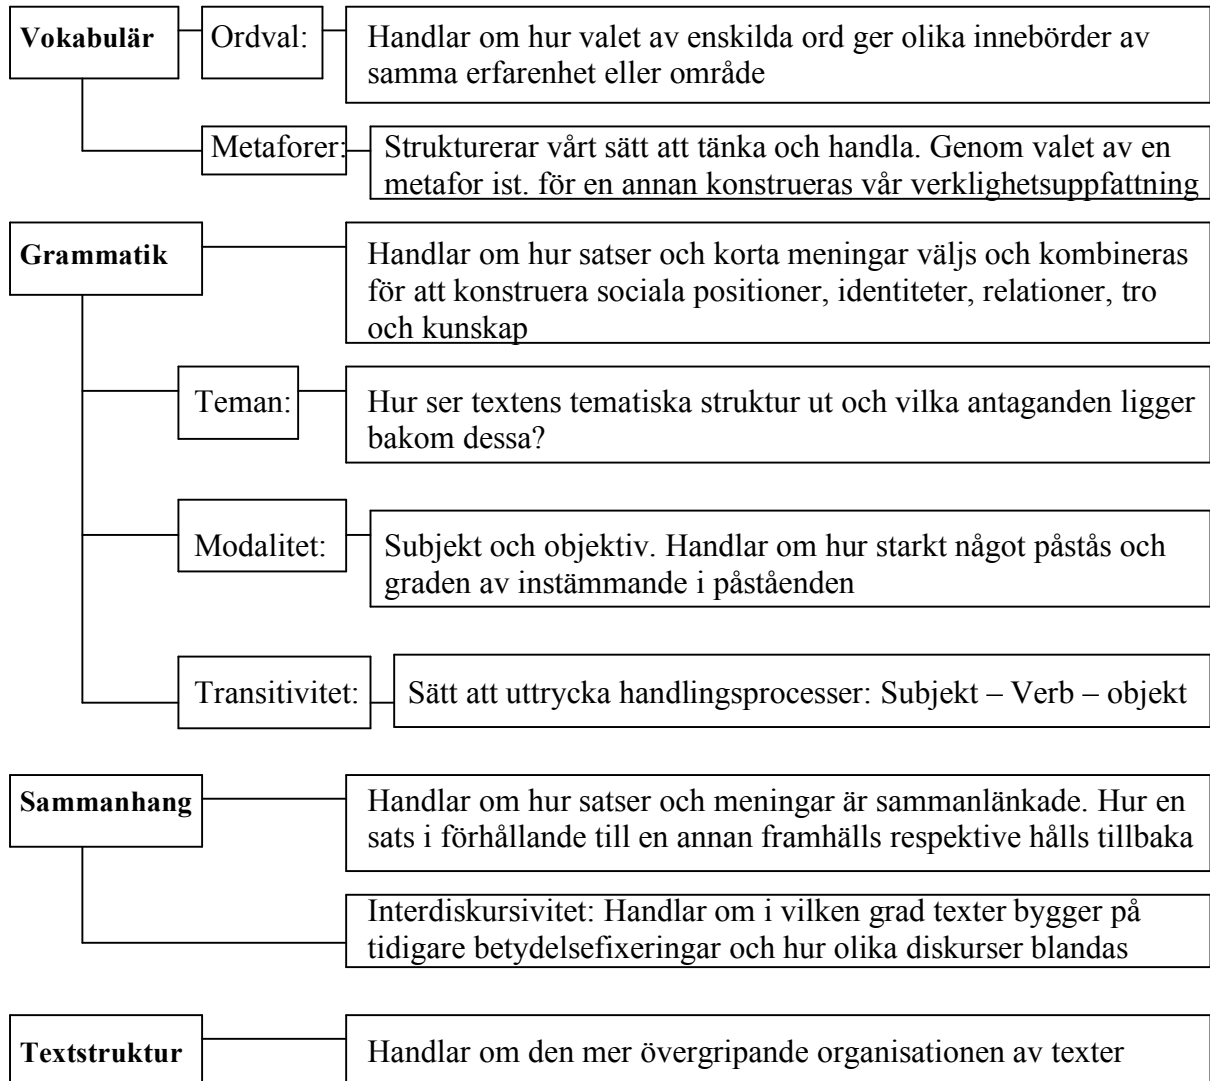 Vokabulär
Ordval:
Handlar om hur valet av enskilda ord ger olika innebörder av
samma erfarenhet eller område
Metaforer:
Strukturerar vårt sätt att tänka och handla. Genom valet av en
metafor ist. för en annan konstrueras vår verklighetsuppfattning
Grammatik
Handlar om hur satser och korta meningar väljs och kombineras
för att konstruera sociala positioner, identiteter, relationer, tro
och kunskap
Teman:
Hur ser textens tematiska struktur ut och vilka antaganden ligger
bakom dessa?
Modalitet:
Subjekt och objektiv. Handlar om hur starkt något påstås och
graden av instämmande i påståenden
Transitivitet:
Sätt att uttrycka handlingsprocesser: Subjekt – Verb – objekt
Sammanhang
Handlar om hur satser och meningar är sammanlänkade. Hur en
sats i förhållande till en annan framhälls respektive hålls tillbaka
Interdiskursivitet: Handlar om i vilken grad texter bygger på
tidigare betydelsefixeringar och hur olika diskurser blandas
Textstruktur
Handlar om den mer övergripande organisationen av texter